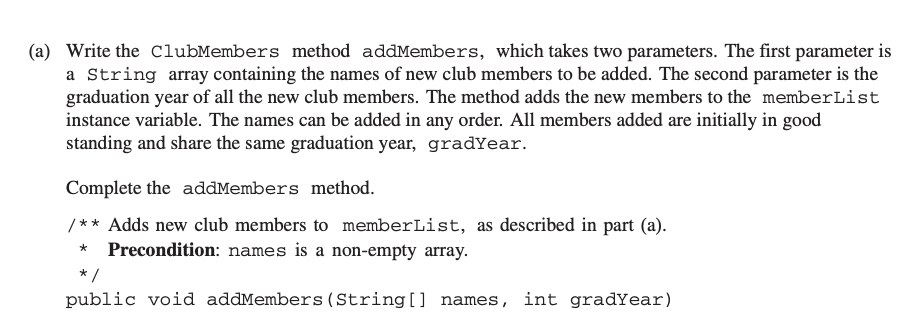 (a) Write the ClubMembers method addMembers, which takes two parameters. The first parameter is
a String array containing the names of new club members to be added. The second parameter is the
graduation year of all the new club members. The method adds the new members to the memberList
instance variable. The names can be added in any order. All members added are initially in good
standing and share the same graduation year, gradYear.
Complete the addMembers method.
/** Adds new club members to memberList, as described in part (a).
* Precondition: names is a non-empty array.
*/
public void addMembers(String[] names, int gradYear)